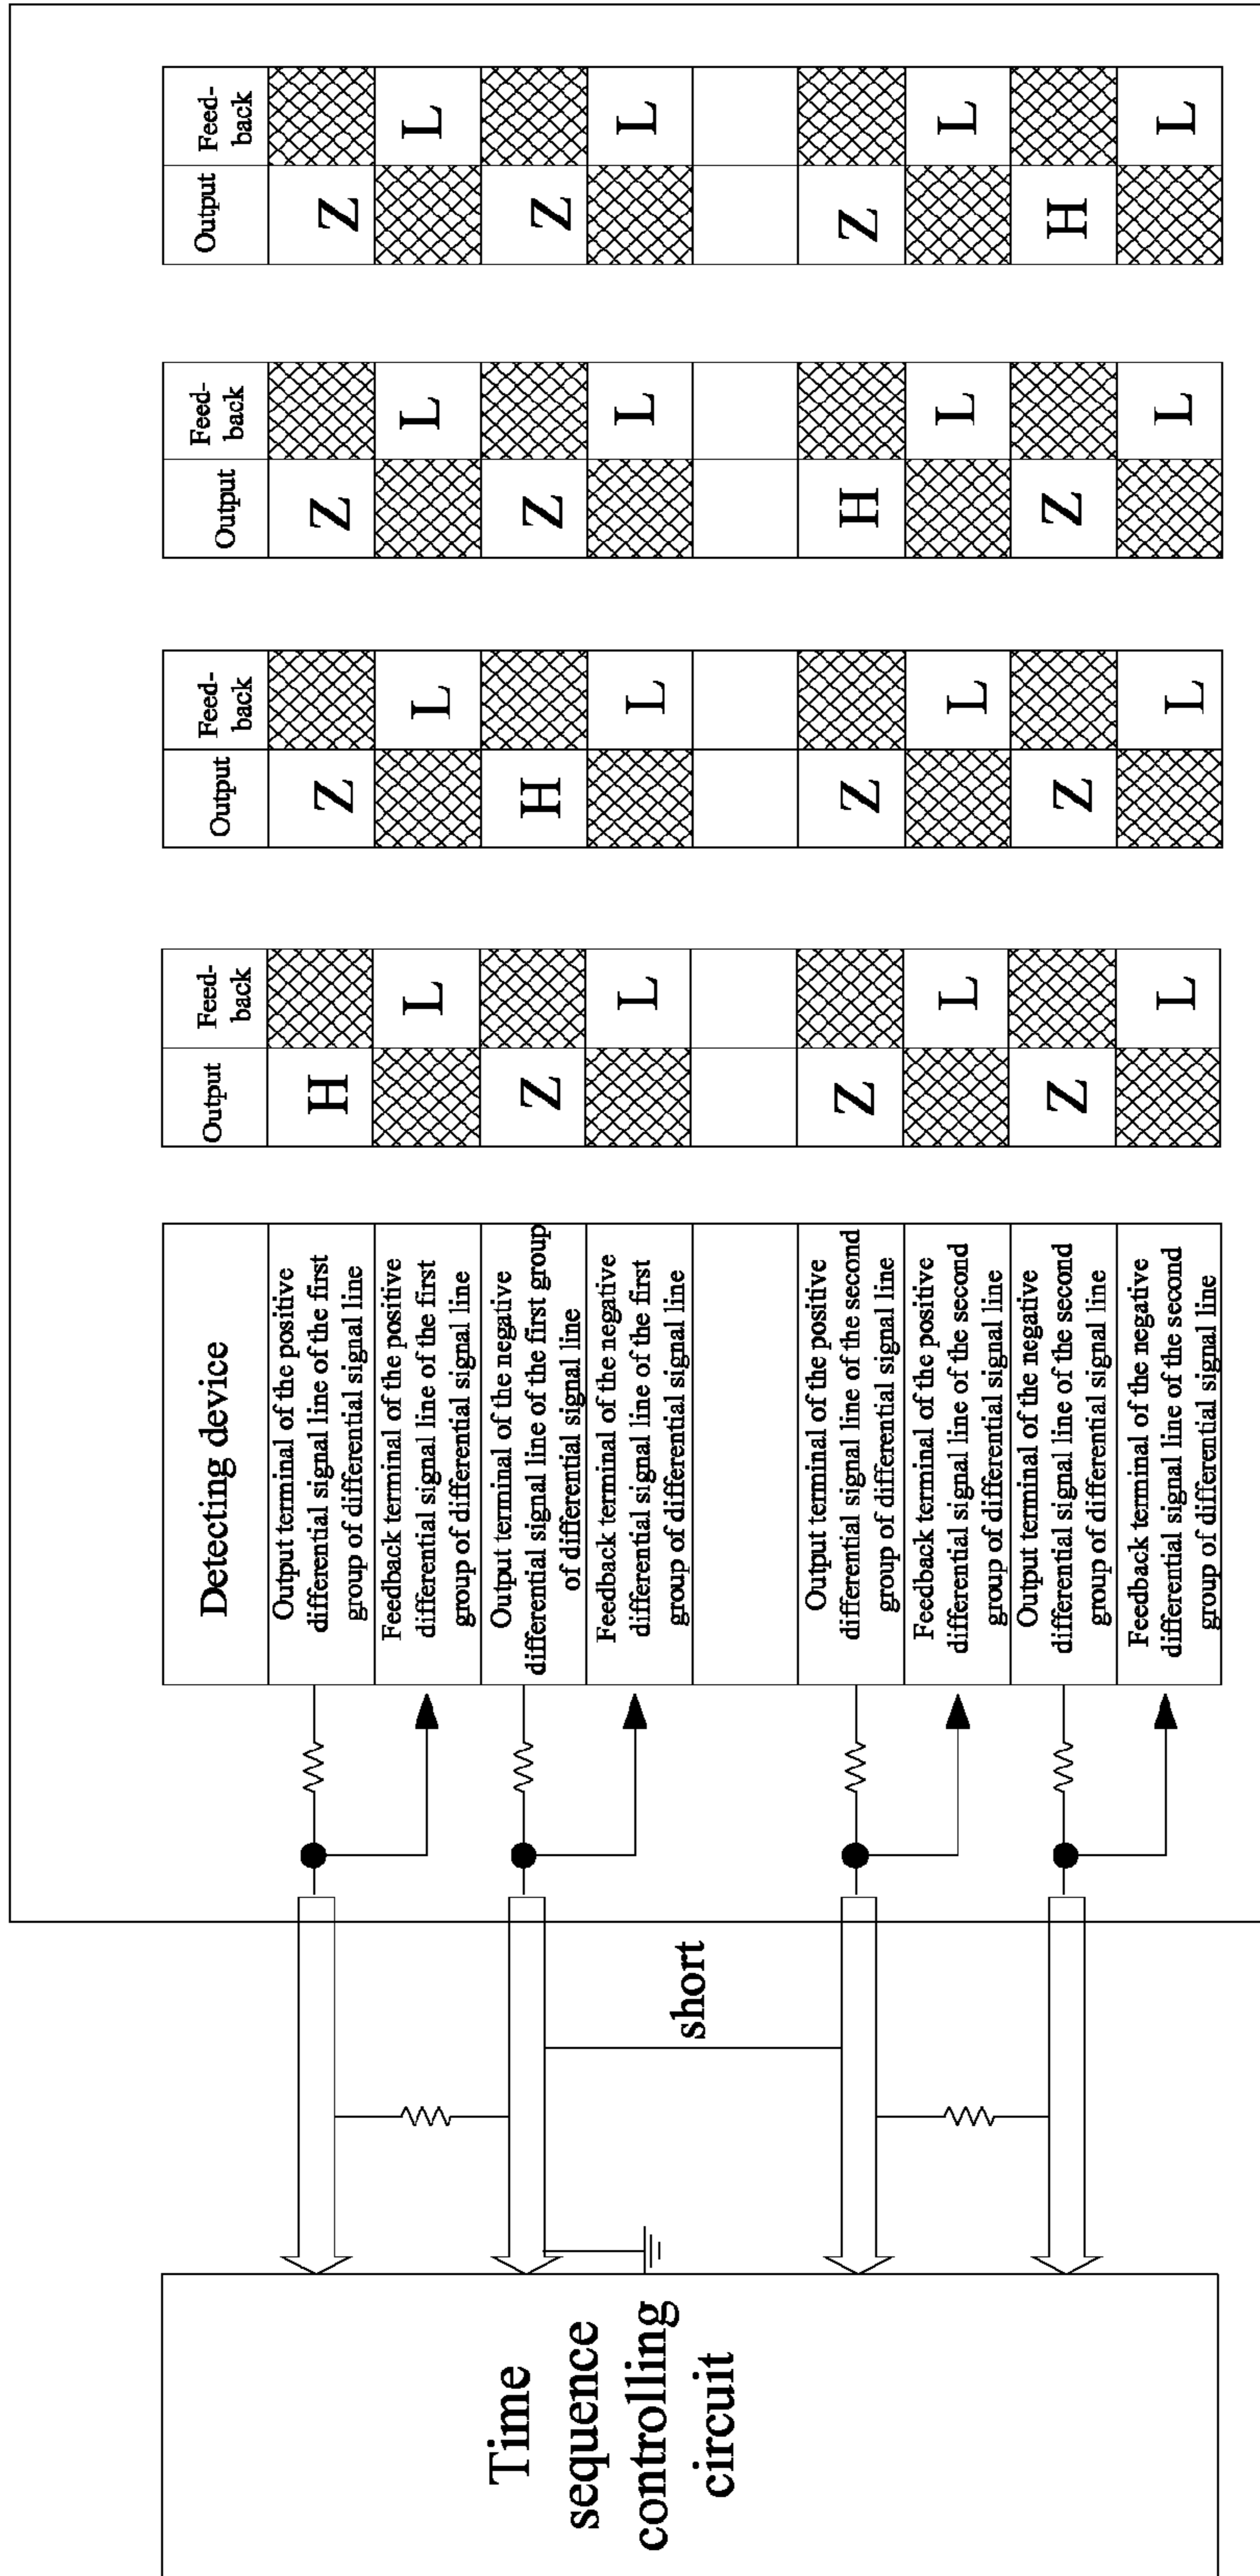 Time
sequence
controlling
circuit
short
Detecting device
Output terminal of the positive
differential signal line of the first
group of differential signal line
Feedback terminal of the positive
differential signal line of the first
group of differential signal line
Output terminal of the negative
differential signal line of the first group
of differential signal line
Feedback terminal of the negative
differential signal line of the first
group of differential signal line
Output terminal of the positive
differential signal line of the second
group of differential signal line
Feedback terminal of the positive
differential signal line of the second
group of differential signal line
Output terminal of the negative
differential signal line of the second
group of differential signal line
Feedback terminal of the negative
differential signal line of the second
group of differential signal line
Output
Feed-
back
H
L
Z
L
Z
L
Z
L
Output
Feed-
back
Z
L
H
L
Z
L
Z
L
Output
Feed-
back
Z
L
Z
L
H
L
Z
L
Output
Feed-
back
Z
L
Z
L
Z
L
H
L